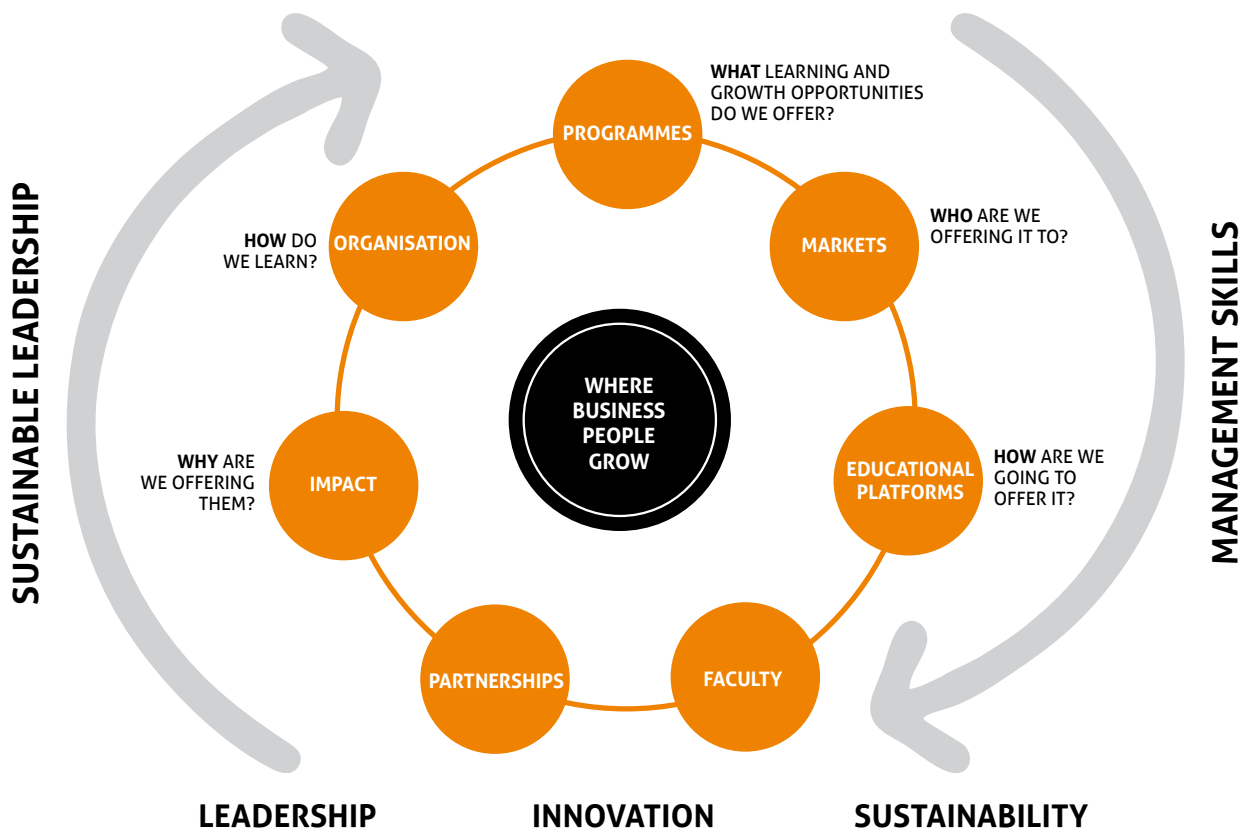 WHAT LEARNING AND
GROWTH OPPORTUNITIES
DO WE OFFER?
PROGRAMMES
WHO ARE WE
OFFERING IT TO?
MARKETS
HOW DO
WE LEARN?
ORGANISATION
SUSTAINABLE LEADERSHIP
MANAGEMENT SKILLS
WHERE
BUSINESS
PEOPLE
GROW
WHY ARE
WE OFFERING
THEM?
IMPACT
EDUCATIONAL
PLATFORMS
HOW ARE WE
GOING TO
OFFER IT?
PARTNERSHIPS
FACULTY
LEADERSHIP
INNOVATION
SUSTAINABILITY